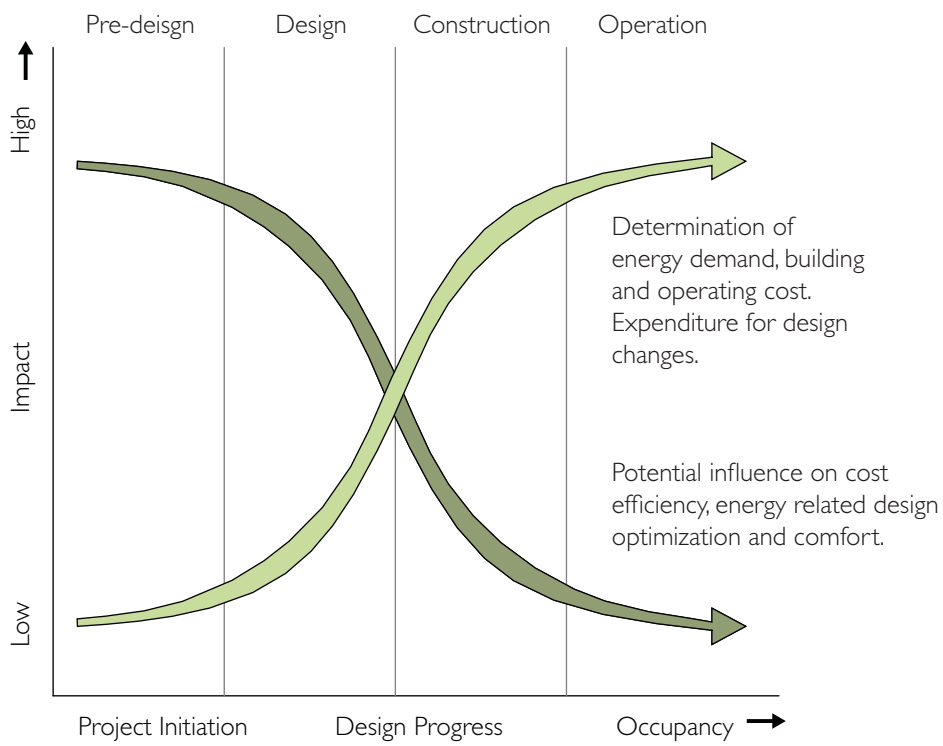 Pre-deisgn
Design
Construction
Operation
High
Impact
Low
Determination of
energy demand, building
and operating cost.
Expenditure for design
changes.
Potential influence on cost
efficiency, energy related design
optimization and comfort.
Project Initiation
Design Progress
Occupancy